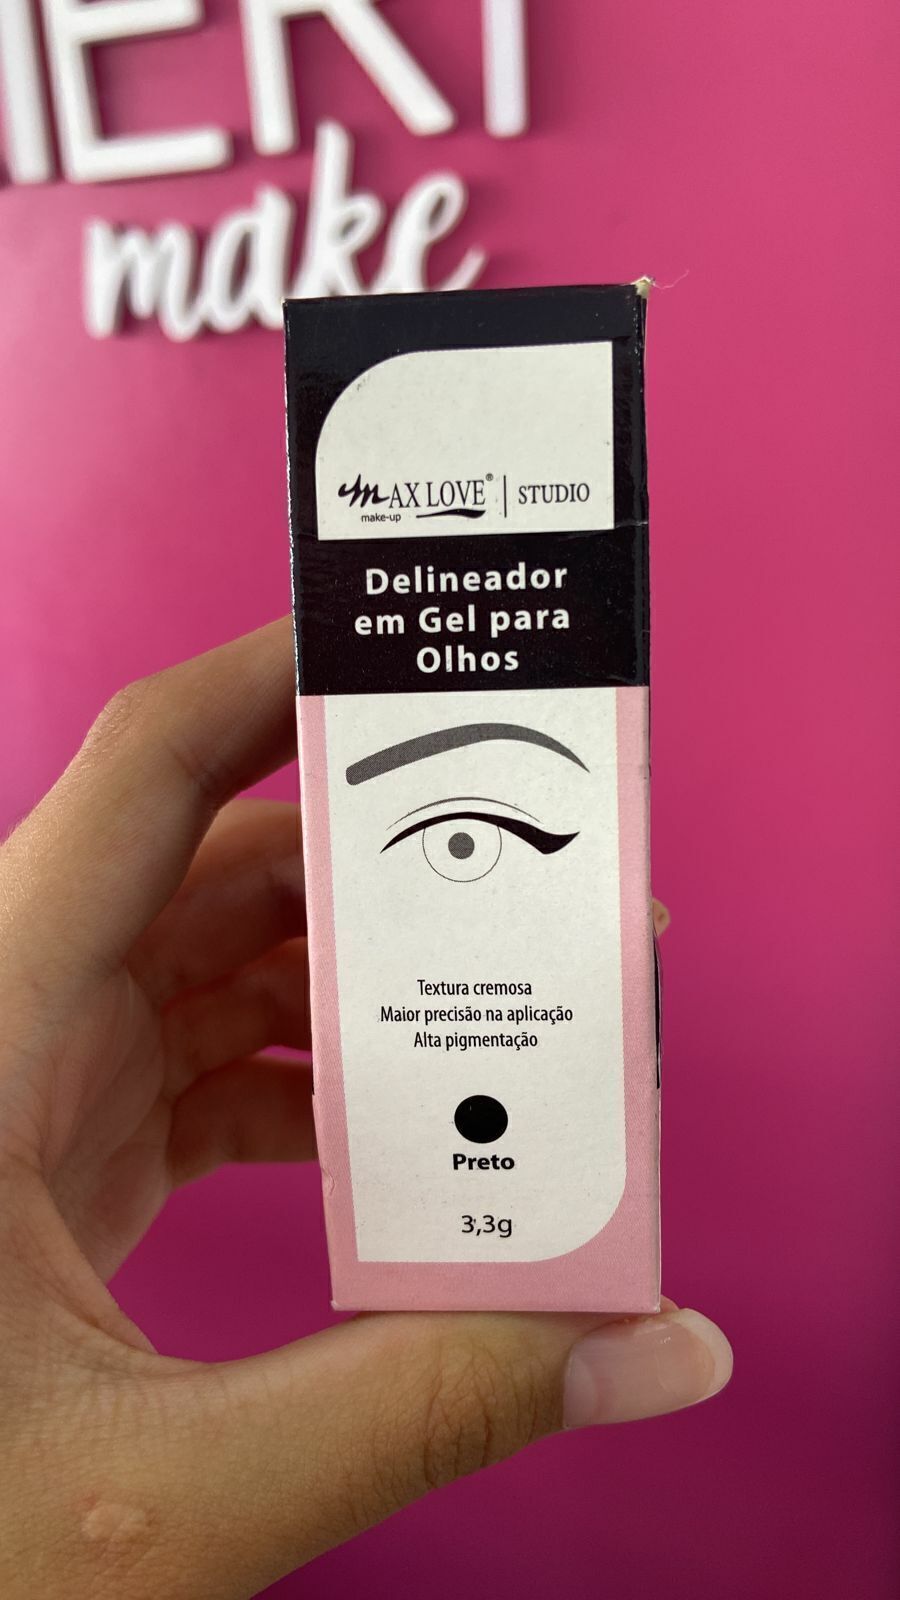 make
MAX LOVE® | STUDIO
make-up
Delineador
em Gel para
Olhos
Textura cremosa
Maior precisão na aplicação
Alta pigmentação
Preto
3,3g